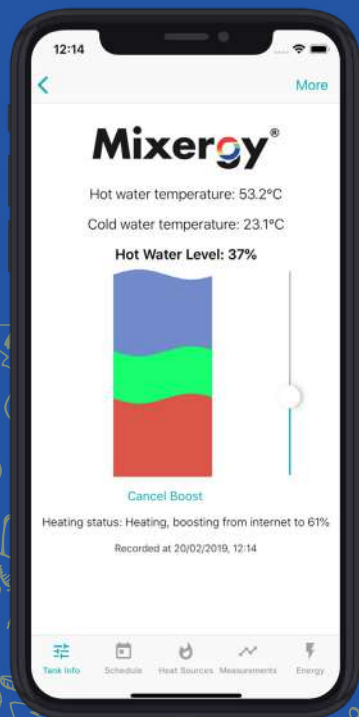 12:14
More
Mixergy®
Hot water temperature: 53.2°C
Cold water temperature: 23.1°C
Hot Water Level: 37%
Cancel Boost
Heating status: Heating, boosting from internet to 61%
Recorded at 20/02/2019, 12:14
Tank Info Schedule Heat Sources Measurements Energy